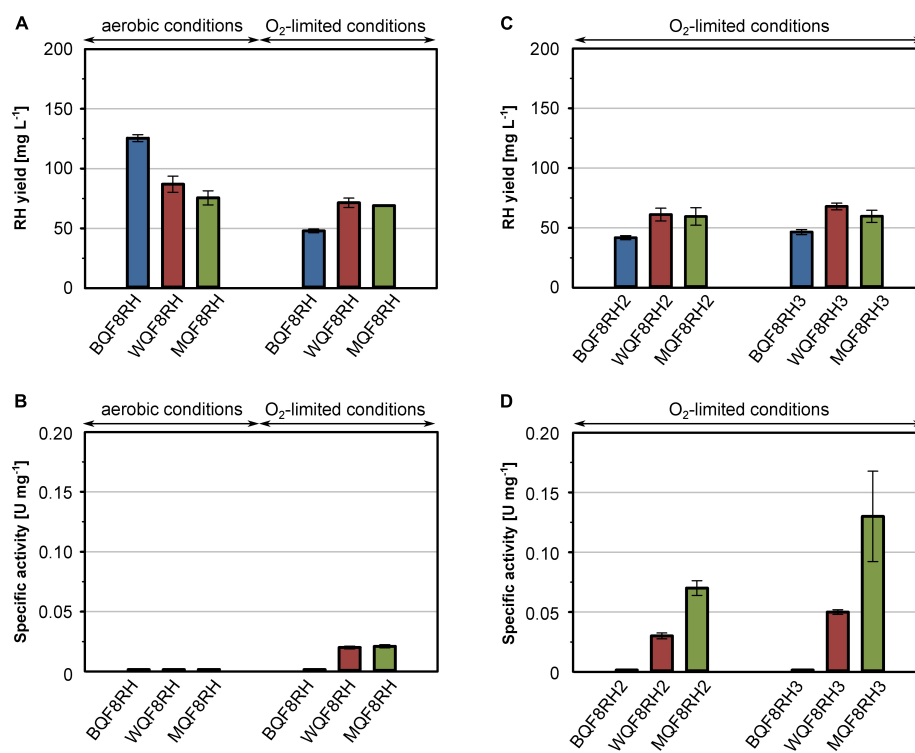 A
aerobic conditions
O₂-limited conditions
RH yield [mg L⁻¹]
200
150
100
50
0
BQF8RH
WQF8RH
MQF8RH
BQF8RH
WQF8RH
MQF8RH
C
O₂-limited conditions
RH yield [mg L⁻¹]
200
150
100
50
0
BQF8RH2
WQF8RH2
MQF8RH2
BQF8RH3
WQF8RH3
MQF8RH3
B
aerobic conditions
O₂-limited conditions
Specific activity [U mg⁻¹]
0.20
0.15
0.10
0.05
0
BQF8RH
WQF8RH
MQF8RH
BQF8RH
WQF8RH
MQF8RH
D
O₂-limited conditions
Specific activity [U mg⁻¹]
0.20
0.15
0.10
0.05
0
BQF8RH2
WQF8RH2
MQF8RH2
BQF8RH3
WQF8RH3
MQF8RH3